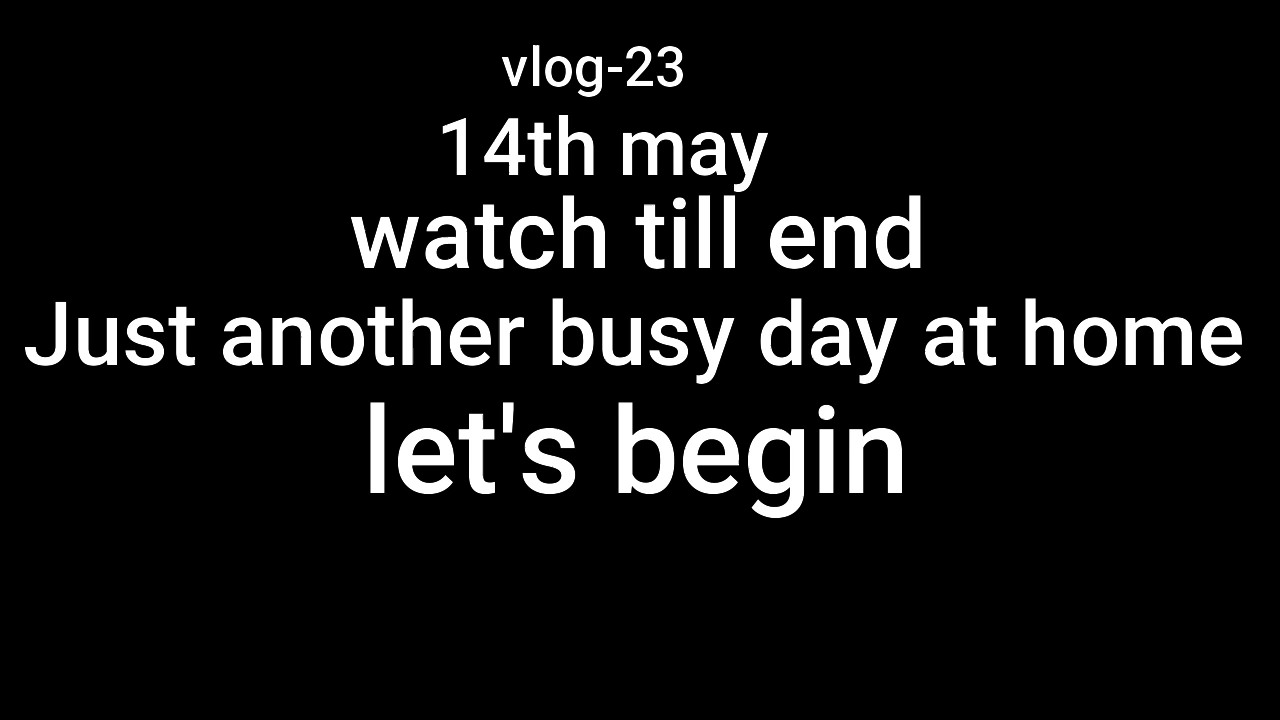 vlog-23
14th may
watch till end
Just another busy day at home
let's begin